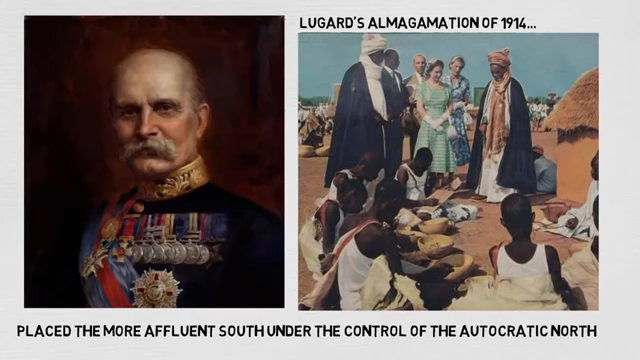 LUGARD'S ALMAGAMATION OF 1914...
PLACED THE MORE AFFLUENT SOUTH UNDER THE CONTROL OF THE AUTOCRATIC NORTH